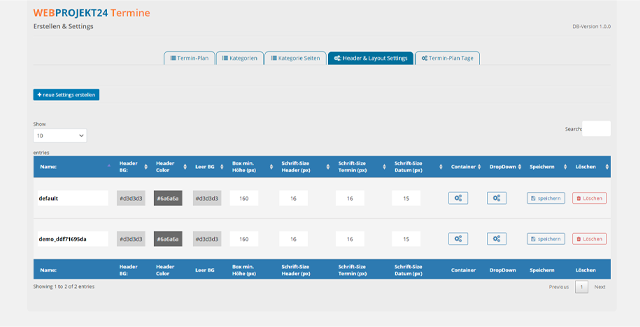 WEBPROJEKT24 Termine
Erstellen & Settings
DB-Version 1.0.0
Termin-Plan
Kategorien
Kategorie Seiten
Header & Layout Settings
Termin-Plan Tage
+ neue Settings erstellen
Show
10
entries
Search:
Name: Header BG: Header Color Leer BG Box min. Höhe (px) Schrift-Size Header (px) Schrift-Size Termin (px) Schrift-Size Datum (px) Container DropDown Speichern Löschen
default #d3d3d3 #6a6a6a #d3d3d3 160 16 16 15 speichern Löschen
demo_ddf71695da #d3d3d3 #6a6a6a #d3d3d3 160 16 16 15 speichern Löschen
Name: Header BG: Header Color Leer BG Box min. Höhe (px) Schrift-Size Header (px) Schrift-Size Termin (px) Schrift-Size Datum (px) Container DropDown Speichern Löschen
Showing 1 to 2 of 2 entries
Previous 1 Next